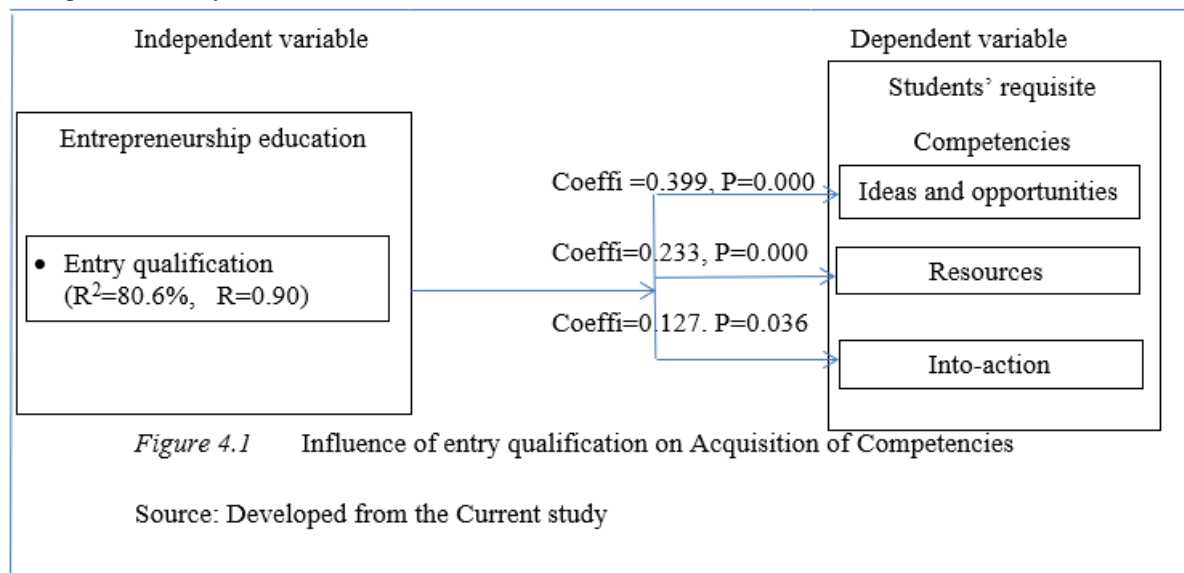 Independent variable
Dependent variable
Students’ requisite
Competencies
Entrepreneurship education
• Entry qualification
(R²=80.6%, R=0.90)
Coeffi =0.399, P=0.000
Ideas and opportunities
Coeffi=0.233, P=0.000
Resources
Coeffi=0.127. P=0.036
Into-action
Figure 4.1 Influence of entry qualification on Acquisition of Competencies
Source: Developed from the Current study